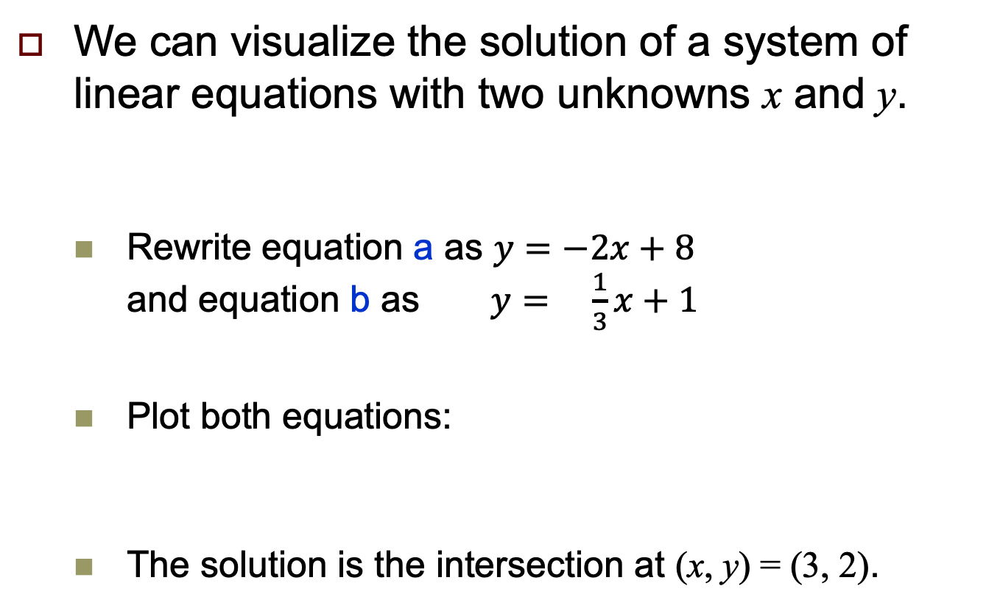 We can visualize the solution of a system of
linear equations with two unknowns x and y.
Rewrite equation a as y = −2x + 8
and equation b as y = 1/3 x + 1
Plot both equations:
The solution is the intersection at (x, y) = (3, 2).